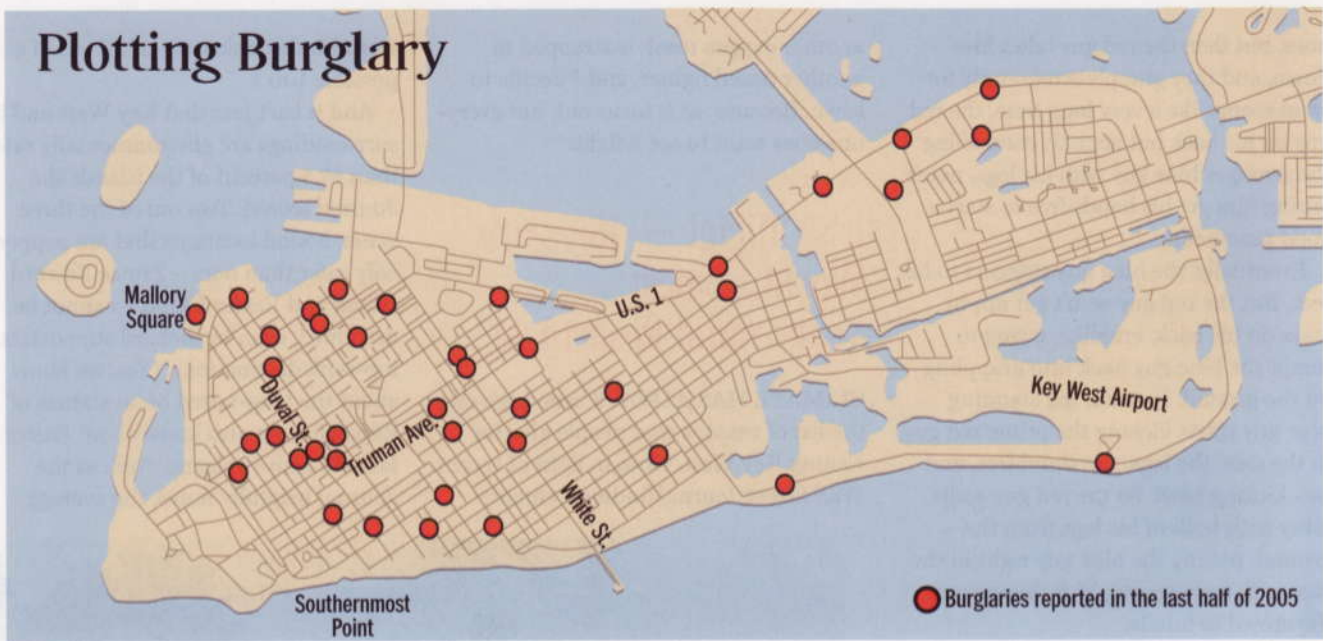 Plotting Burglary
Mallory
Square
U.S. 1
Duval St.
Truman Ave.
White St.
Key West Airport
Southernmost
Point
Burglaries reported in the last half of 2005